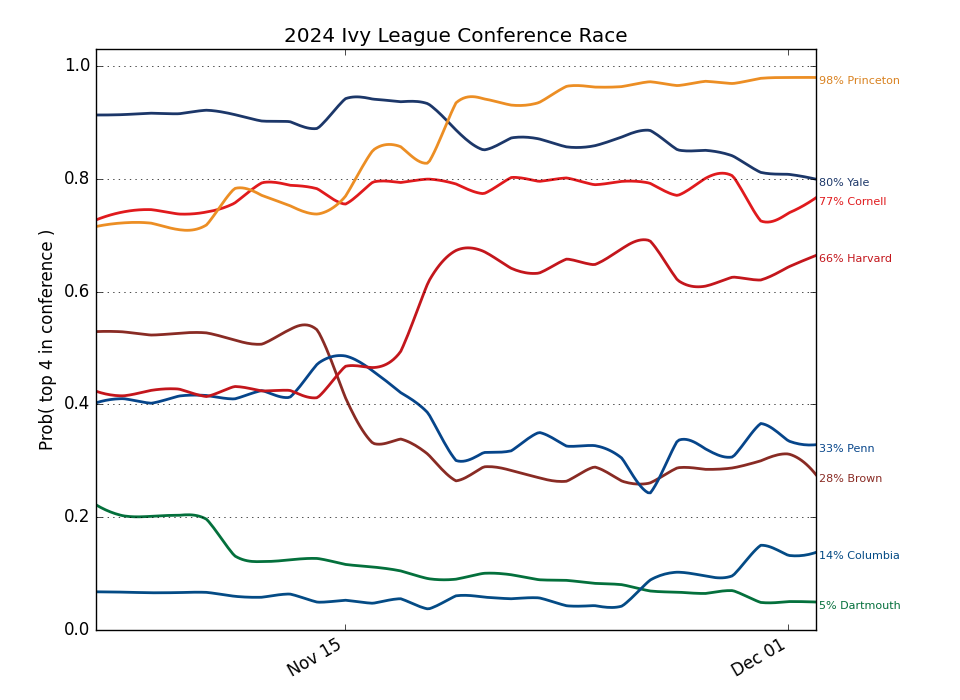 2024 Ivy League Conference Race
Prob( top 4 in conference )
1.0
0.8
0.6
0.4
0.2
0.0
98% Princeton
80% Yale
77% Cornell
66% Harvard
33% Penn
28% Brown
14% Columbia
5% Dartmouth
Nov 15
Dec 01